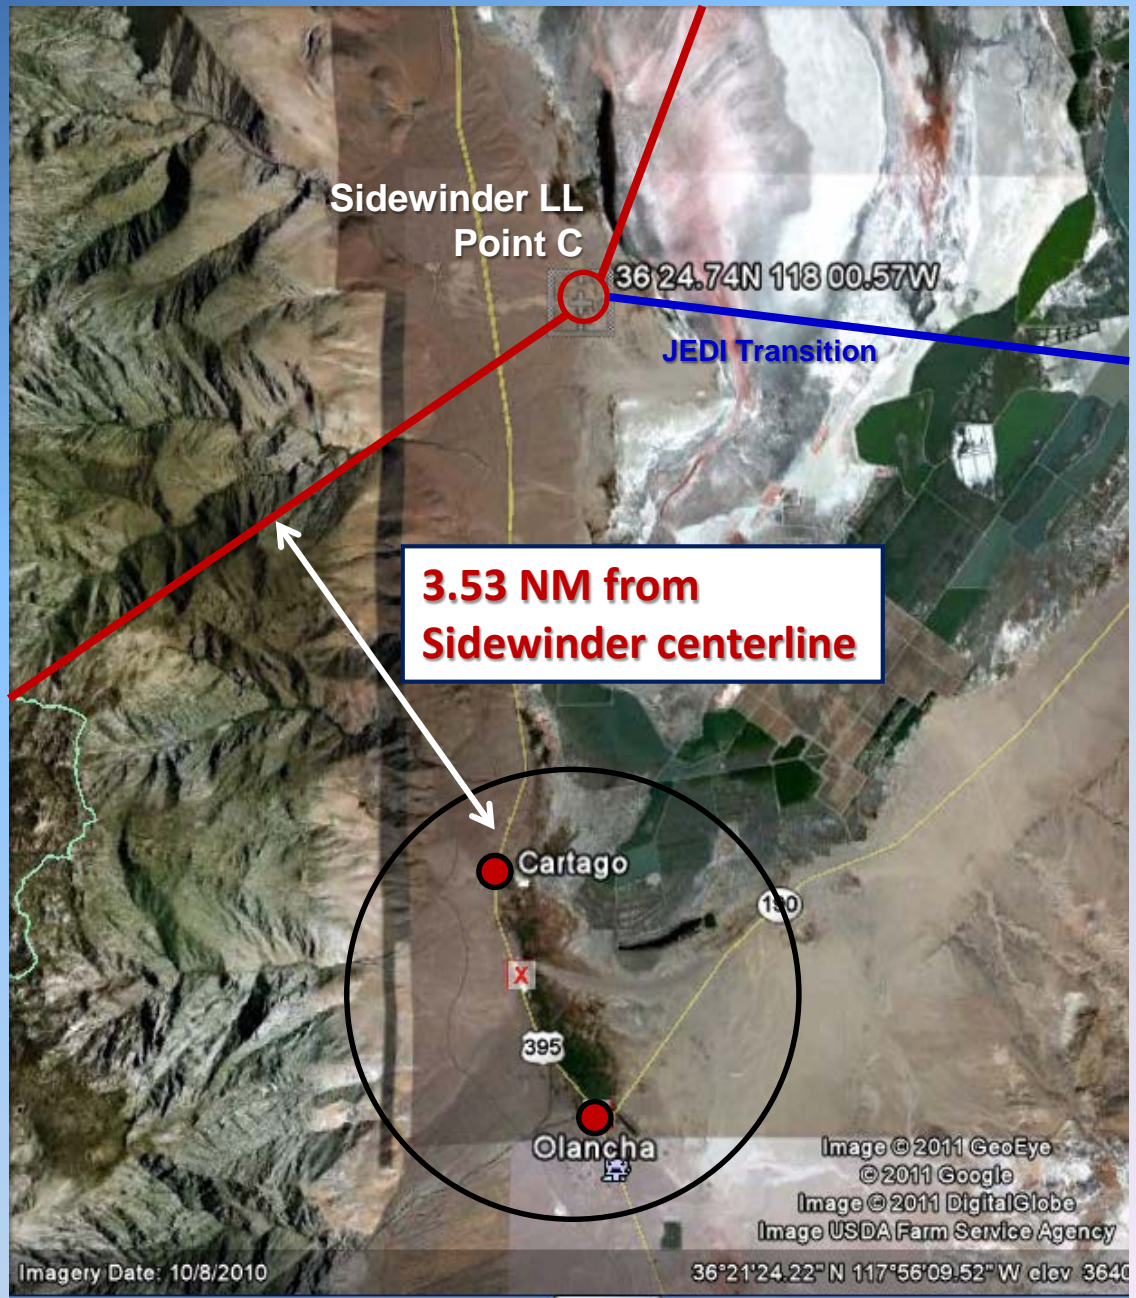 Sidewinder LL
Point C
36 24.74N 118 00.57W
JEDI Transition
3.53 NM from
Sidewinder centerline
Cartago
190
X
395
Olancha
Image © 2011 GeoEye
© 2011 Google
Image © 2011 DigitalGlobe
Image USDA Farm Service Agency
Imagery Date: 10/8/2010
36°21'24.22" N 117°56'09.52" W elev 3640